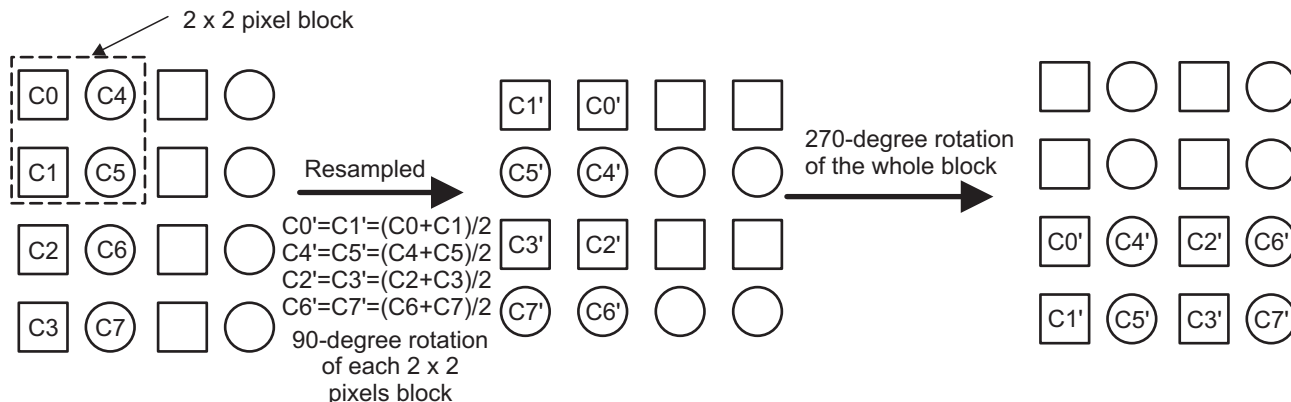 2 x 2 pixel block
C0 C4
C1 C5
C2 C6
C3 C7
Resampled
C0'=C1'=(C0+C1)/2
C4'=C5'=(C4+C5)/2
C2'=C3'=(C2+C3)/2
C6'=C7'=(C6+C7)/2
90-degree rotation
of each 2 x 2
pixels block
C1' C0'
C5' C4'
C3' C2'
C7' C6'
270-degree rotation
of the whole block
C0' C4' C2' C6'
C1' C5' C3' C7'